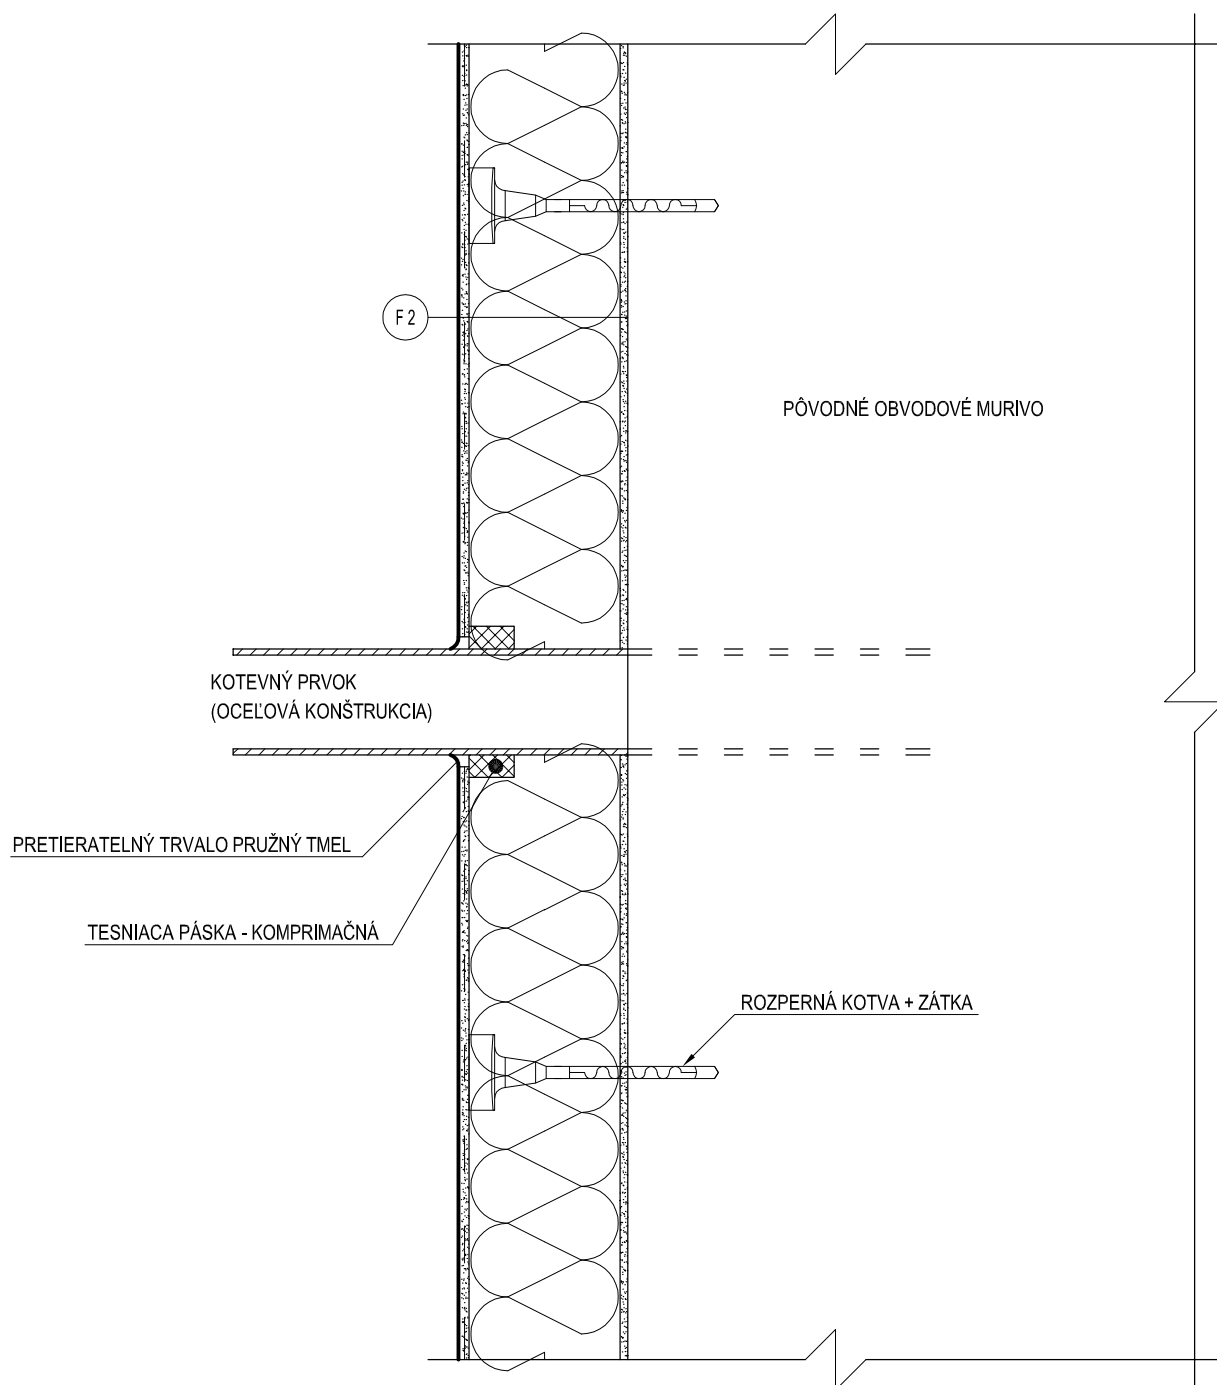 F 2
PÔVODNÉ OBVODOVÉ MURIVO
KOTEVNÝ PRVOK
(OCEĽOVÁ KONŠTRUKCIA)
PRETIERATELNÝ TRVALO PRUŽNÝ TMEL
TESNIACA PÁSKA - KOMPRIMAČNÁ
ROZPERNÁ KOTVA + ZÁTKA